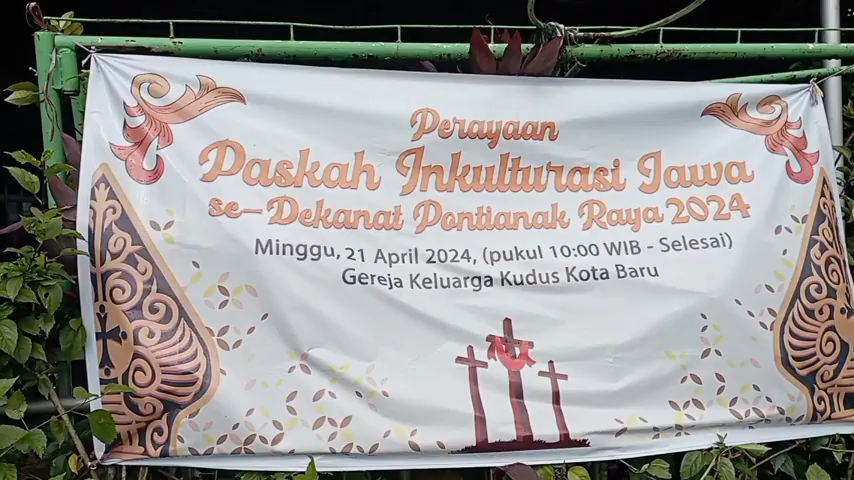 Perayaan
Paskah Inkulturasi Jawa
se-Dekanat Pontianak Raya 2024
Minggu, 21 April 2024, (pukul 10:00 WIB - Selesai)
Gereja Keluarga Kudus Kota Baru